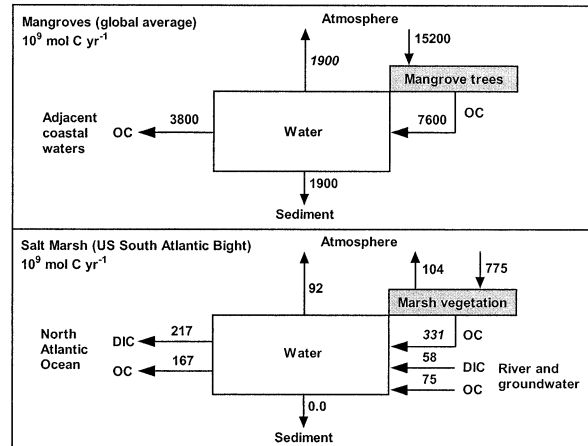 Mangroves (global average)
10⁹ mol C yr⁻¹
Atmosphere
1900
15200
Mangrove trees
Adjacent
coastal
waters
OC
3800
Water
7600
OC
1900
Sediment
Salt Marsh (US South Atlantic Bight)
10⁹ mol C yr⁻¹
Atmosphere
92
104
775
Marsh vegetation
North
Atlantic
Ocean
DIC
217
OC
167
Water
331
OC
58
DIC
75
OC
River and
groundwater
0.0
Sediment